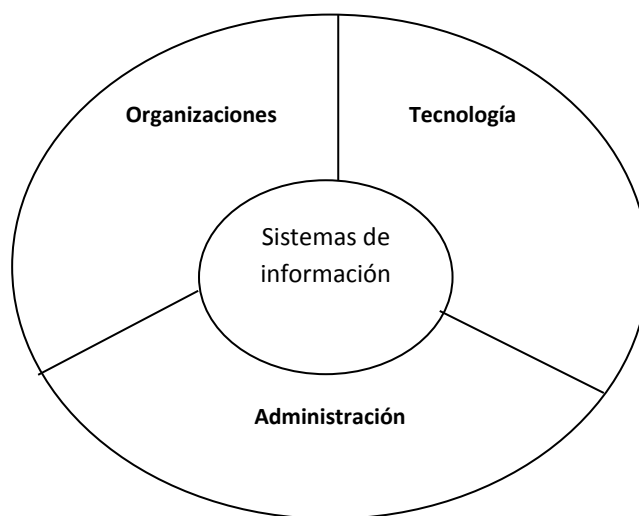 Organizaciones
Tecnología
Sistemas de
información
Administración